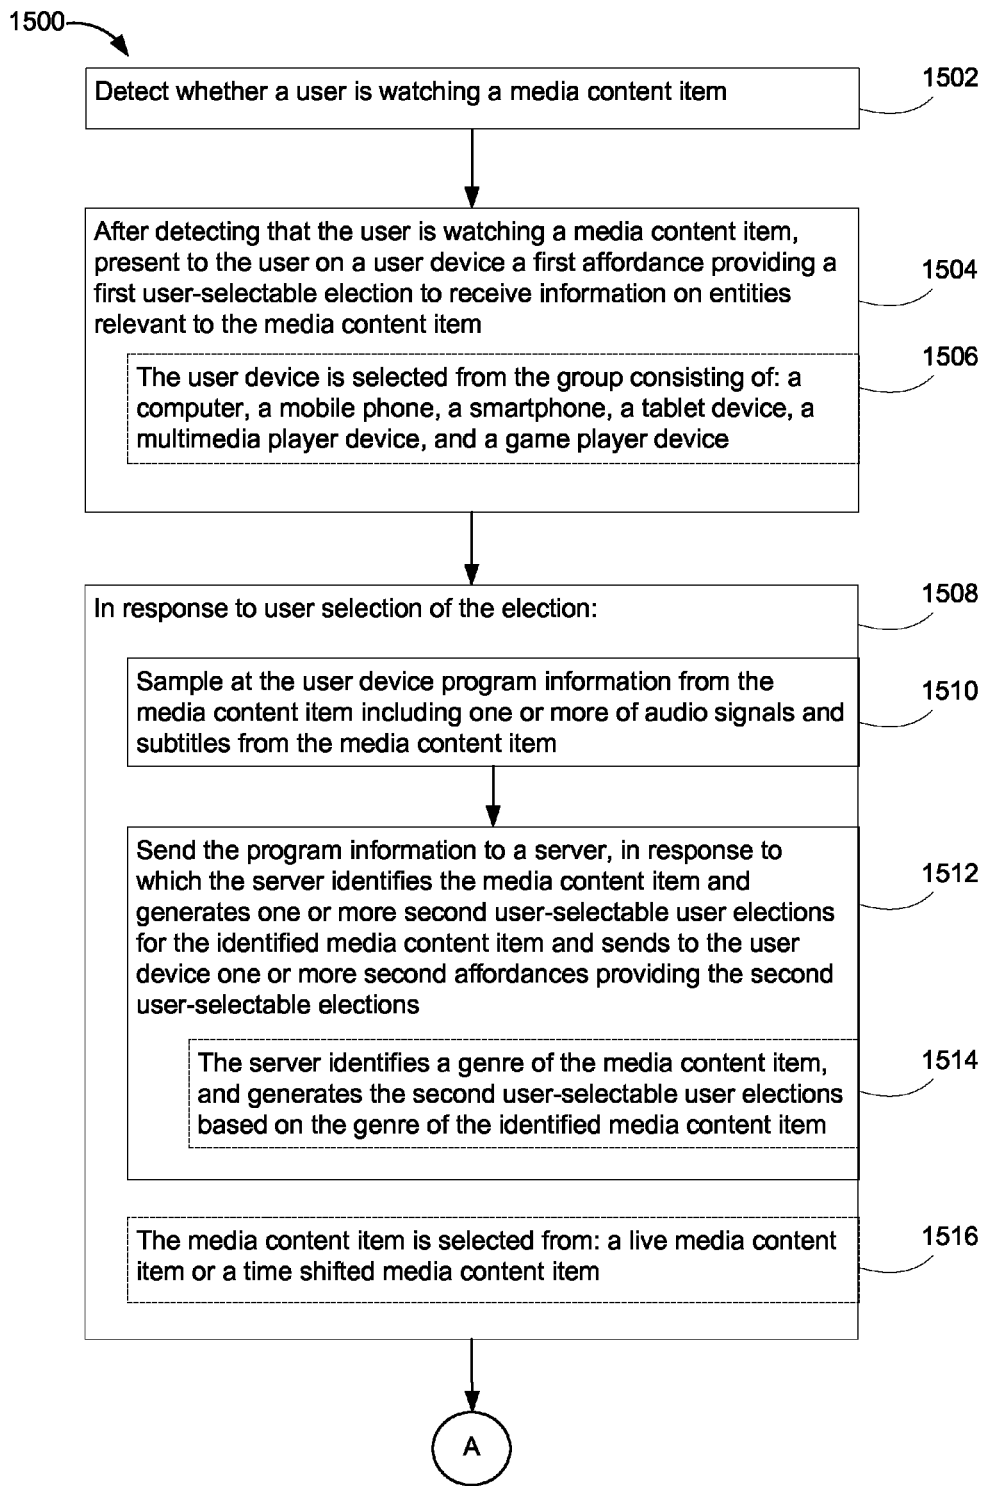 1500
Detect whether a user is watching a media content item
1502
After detecting that the user is watching a media content item,
present to the user on a user device a first affordance providing a
first user-selectable election to receive information on entities
relevant to the media content item
1504
The user device is selected from the group consisting of: a
computer, a mobile phone, a smartphone, a tablet device, a
multimedia player device, and a game player device
1506
In response to user selection of the election:
1508
Sample at the user device program information from the
media content item including one or more of audio signals and
subtitles from the media content item
1510
Send the program information to a server, in response to
which the server identifies the media content item and
generates one or more second user-selectable user elections
for the identified media content item and sends to the user
device one or more second affordances providing the second
user-selectable elections
1512
The server identifies a genre of the media content item,
and generates the second user-selectable user elections
based on the genre of the identified media content item
1514
The media content item is selected from: a live media content
item or a time shifted media content item
1516
A